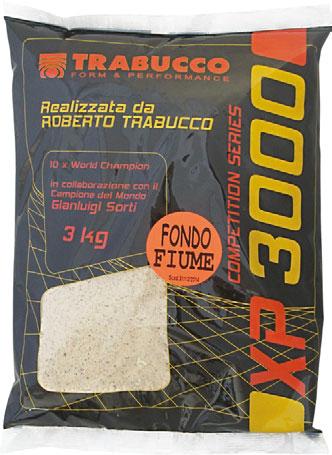 TRABUCCO
FORM & PERFORMANCE
Realizzata da
ROBERTO TRABUCCO
10 x World Champion
in collaborazione con il
Campione del Mondo
Gianluigi Sorti
3 kg
FONDO
FIUME
XP 3000
COMPETITION SERIES